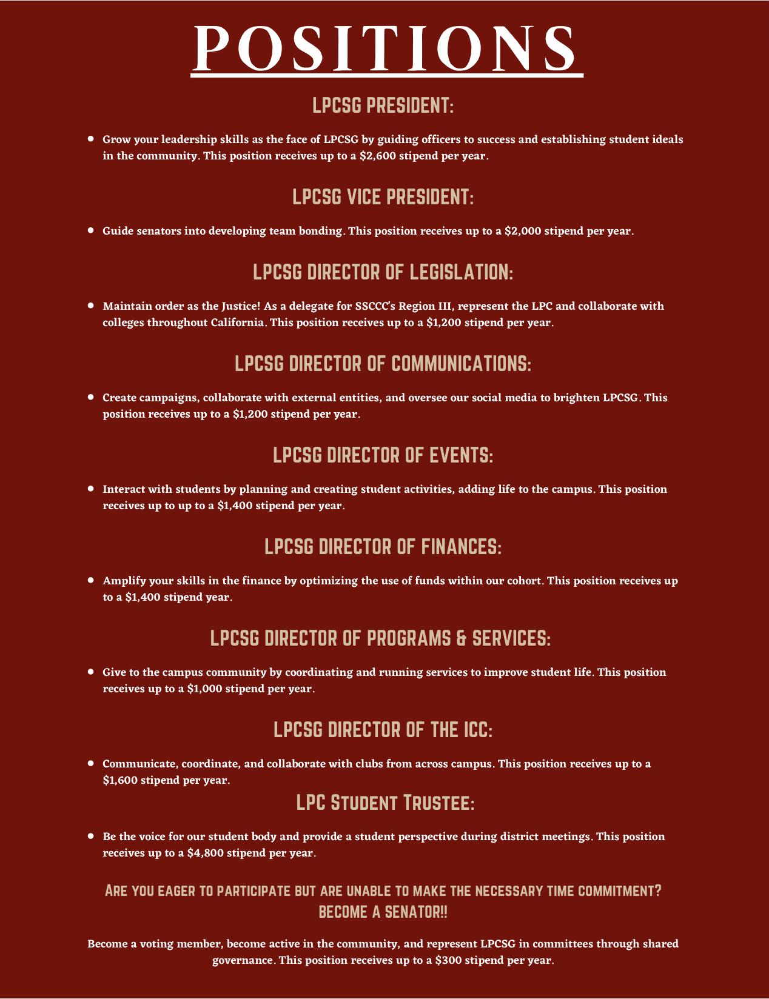 POSITIONS
LPCSG PRESIDENT:
• Grow your leadership skills as the face of LPCSG by guiding officers to success and establishing student ideals
in the community. This position receives up to a $2,600 stipend per year.
LPCSG VICE PRESIDENT:
• Guide senators into developing team bonding. This position receives up to a $2,000 stipend per year.
LPCSG DIRECTOR OF LEGISLATION:
• Maintain order as the Justice! As a delegate for SSCCC's Region III, represent the LPC and collaborate with
colleges throughout California. This position receives up to a $1,200 stipend per year.
LPCSG DIRECTOR OF COMMUNICATIONS:
• Create campaigns, collaborate with external entities, and oversee our social media to brighten LPCSG. This
position receives up to a $1,200 stipend per year.
LPCSG DIRECTOR OF EVENTS:
• Interact with students by planning and creating student activities, adding life to the campus. This position
receives up to up to a $1,400 stipend per year.
LPCSG DIRECTOR OF FINANCES:
• Amplify your skills in the finance by optimizing the use of funds within our cohort. This position receives up
to a $1,400 stipend year.
LPCSG DIRECTOR OF PROGRAMS & SERVICES:
• Give to the campus community by coordinating and running services to improve student life. This position
receives up to a $1,000 stipend per year.
LPCSG DIRECTOR OF THE ICC:
• Communicate, coordinate, and collaborate with clubs from across campus. This position receives up to a
$1,600 stipend per year.
LPC STUDENT TRUSTEE:
• Be the voice for our student body and provide a student perspective during district meetings. This position
receives up to a $4,800 stipend per year.
ARE YOU EAGER TO PARTICIPATE BUT ARE UNABLE TO MAKE THE NECESSARY TIME COMMITMENT?
BECOME A SENATOR!!
Become a voting member, become active in the community, and represent LPCSG in committees through shared
governance. This position receives up to a $300 stipend per year.